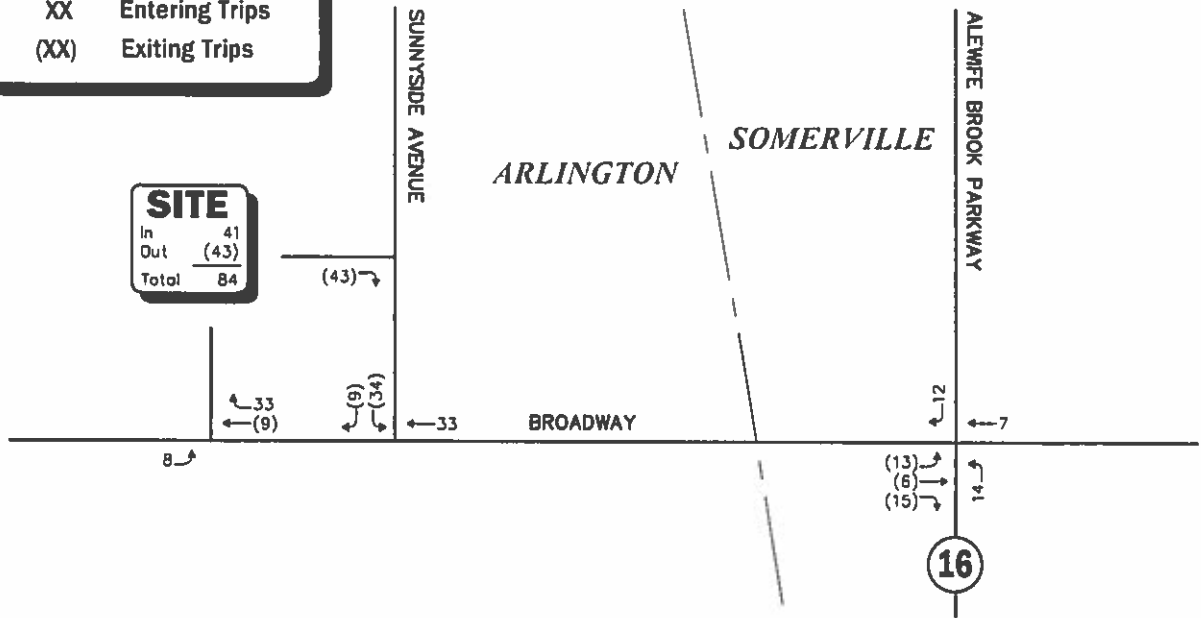 XX Entering Trips
(XX) Exiting Trips
SUNNYSIDE AVENUE
ALEWIFE BROOK PARKWAY
SOMERVILLE
ARLINGTON
SITE
In 41
Out (43)
Total 84
(43)
33
(9)
(9)
(34)
33
BROADWAY
12
7
8
(13)
(6)
(15)
14
16